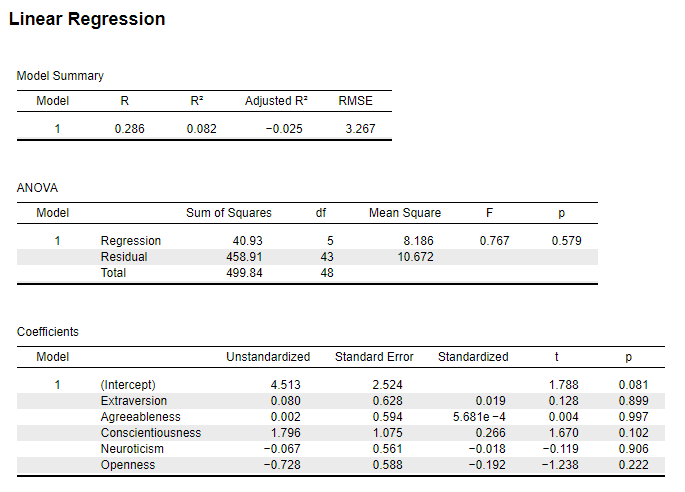 Linear Regression
Model Summary
Model R R² Adjusted R² RMSE
1 0.286 0.082 −0.025 3.267
ANOVA
Model Sum of Squares df Mean Square F p
1 Regression 40.93 5 8.186 0.767 0.579
Residual 458.91 43 10.672
Total 499.84 48
Coefficients
Model Unstandardized Standard Error Standardized t p
1 (Intercept) 4.513 2.524 1.788 0.081
Extraversion 0.080 0.628 0.019 0.128 0.899
Agreeableness 0.002 0.594 5.681e −4 0.004 0.997
Conscientiousness 1.796 1.075 0.266 1.670 0.102
Neuroticism −0.067 0.561 −0.018 −0.119 0.906
Openness −0.728 0.588 −0.192 −1.238 0.222